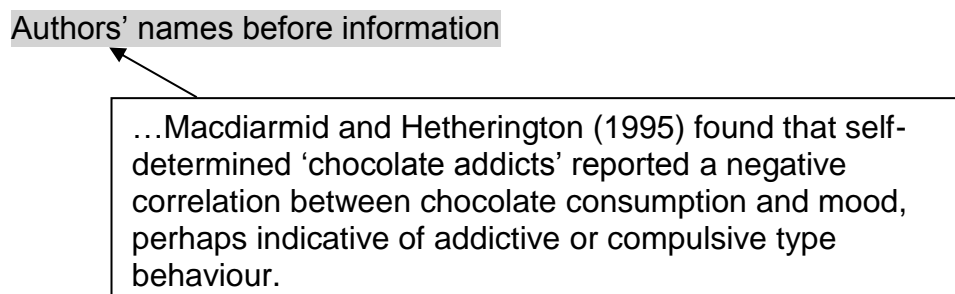 Authors’ names before information
…Macdiarmid and Hetherington (1995) found that self-
determined ‘chocolate addicts’ reported a negative
correlation between chocolate consumption and mood,
perhaps indicative of addictive or compulsive type
behaviour.